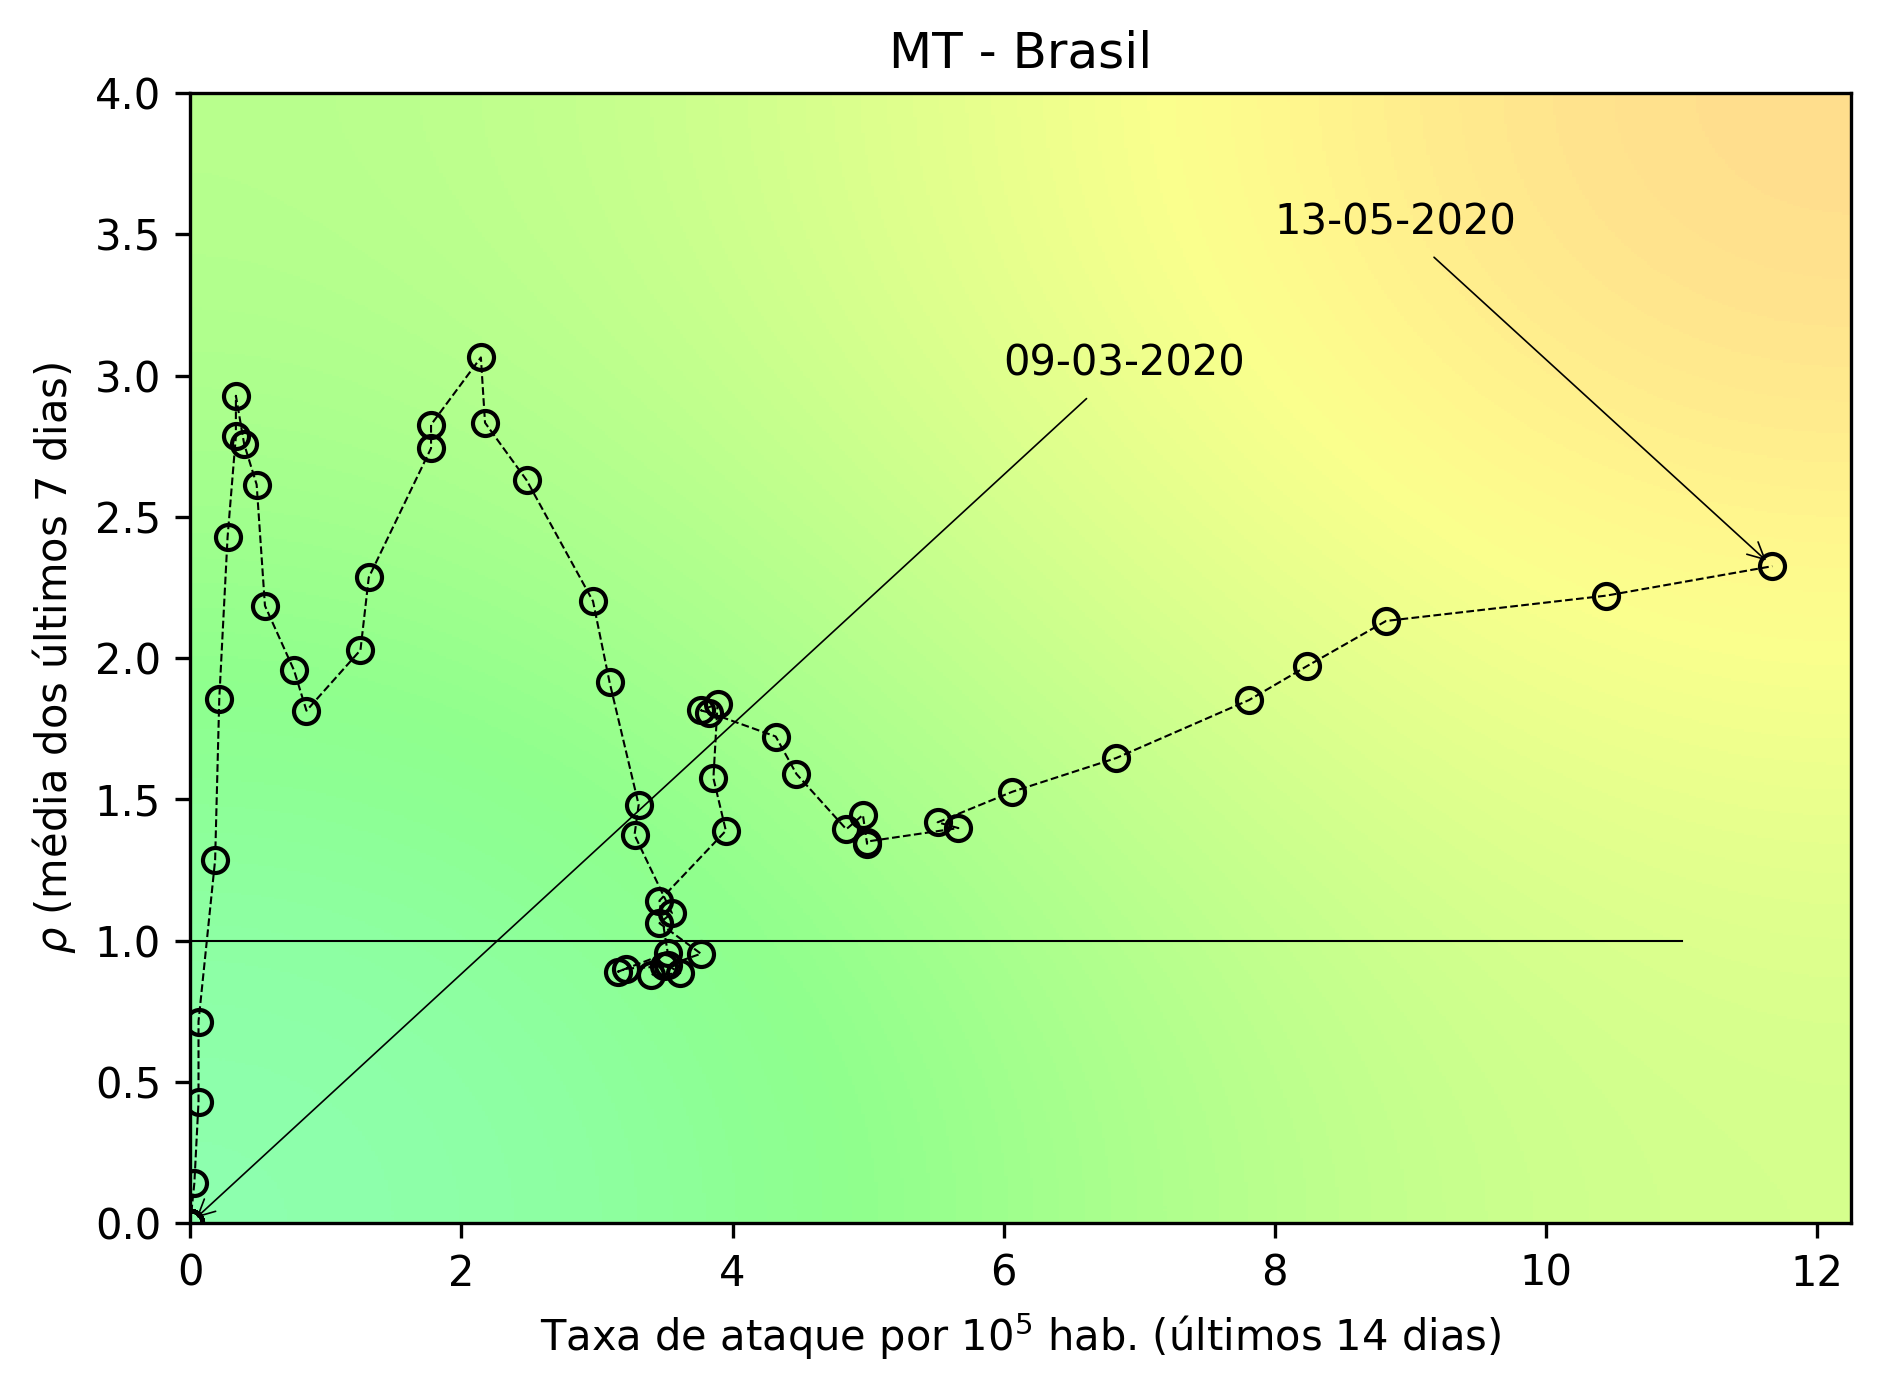 MT - Brasil
4.0
3.5
3.0
2.5
2.0
1.5
1.0
0.5
0.0
ρ (média dos últimos 7 dias)
13-05-2020
09-03-2020
0 2 4 6 8 10 12
Taxa de ataque por 10⁵ hab. (últimos 14 dias)